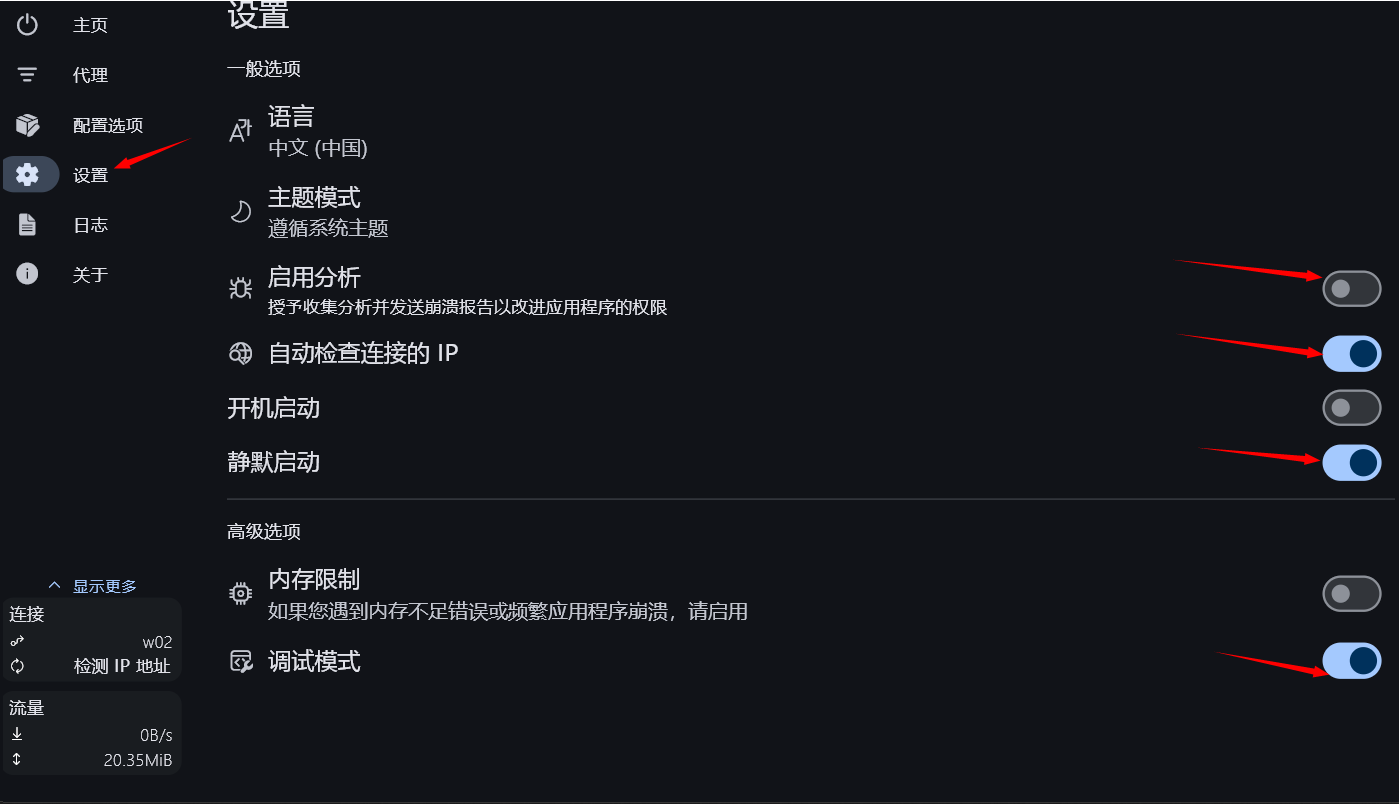 主页
代理
配置选项
设置
日志
关于
显示更多
连接
w02
检测 IP 地址
流量
0B/s
20.35MiB
设置
一般选项
语言
中文 (中国)
主题模式
遵循系统主题
启用分析
授予收集分析并发送崩溃报告以改进应用程序的权限
自动检查连接的 IP
开机启动
静默启动
高级选项
内存限制
如果您遇到内存不足错误或频繁应用程序崩溃，请启用
调试模式